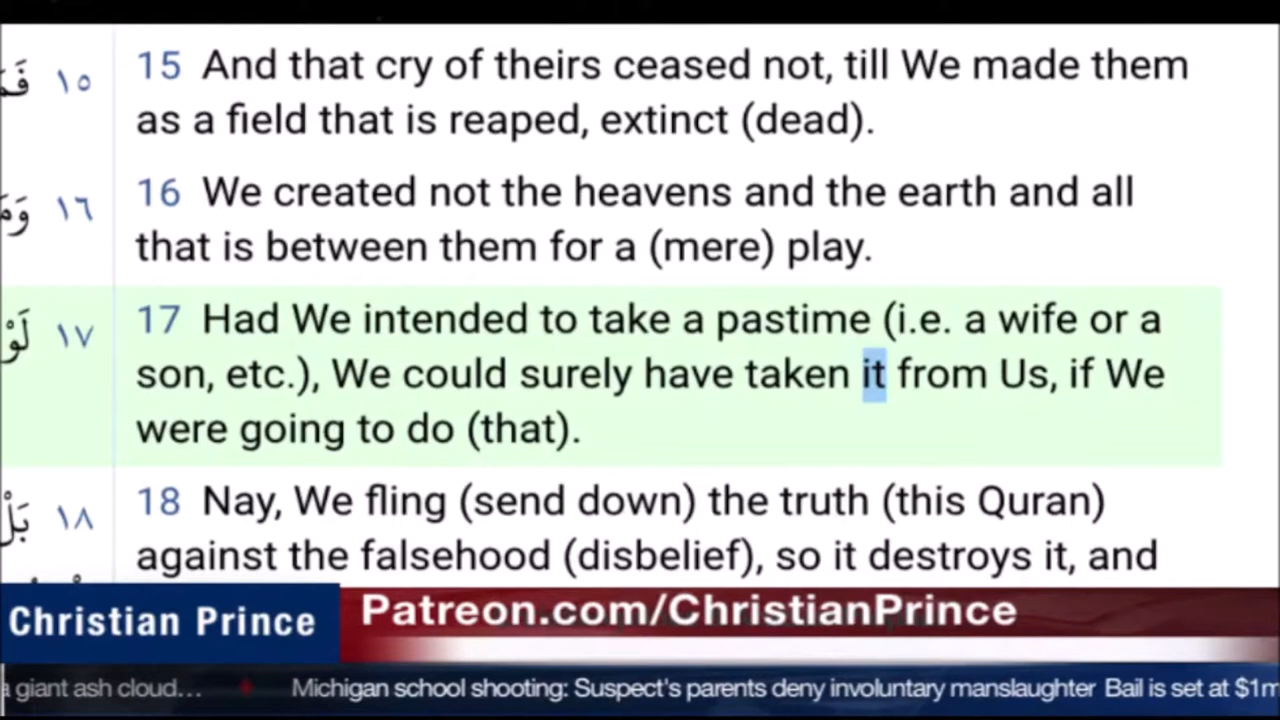 ١٥ 15 And that cry of theirs ceased not, till We made them
as a field that is reaped, extinct (dead).
١٦ 16 We created not the heavens and the earth and all
that is between them for a (mere) play.
١٧ 17 Had We intended to take a pastime (i.e. a wife or a
son, etc.), We could surely have taken it from Us, if We
were going to do (that).
١٨ 18 Nay, We fling (send down) the truth (this Quran)
against the falsehood (disbelief), so it destroys it, and
Christian Prince
Patreon.com/ChristianPrince
a giant ash cloud... Michigan school shooting: Suspect's parents deny involuntary manslaughter Bail is set at $1m